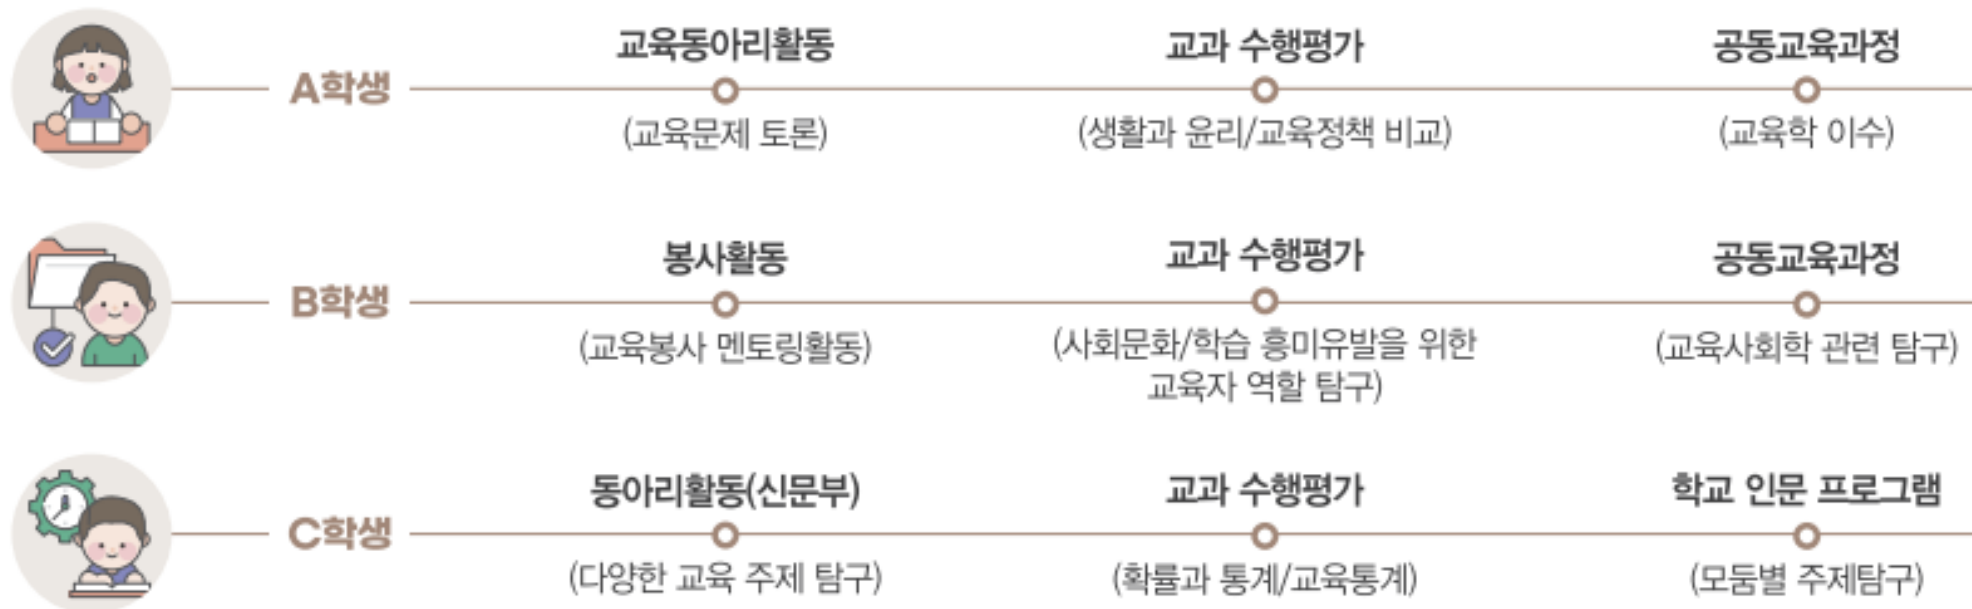 교육동아리활동 교과 수행평가 공동교육과정
A학생
(교육문제 토론) (생활과 윤리/교육정책 비교) (교육학 이수)
봉사활동 교과 수행평가 공동교육과정
B학생
(교육봉사 멘토링활동) (사회문화/학습 흥미유발을 위한 (교육사회학 관련 탐구)
교육자 역할 탐구)
동아리활동(신문부) 교과 수행평가 학교 인문 프로그램
C학생
(다양한 교육 주제 탐구) (확률과 통계/교육통계) (모둠별 주제탐구)